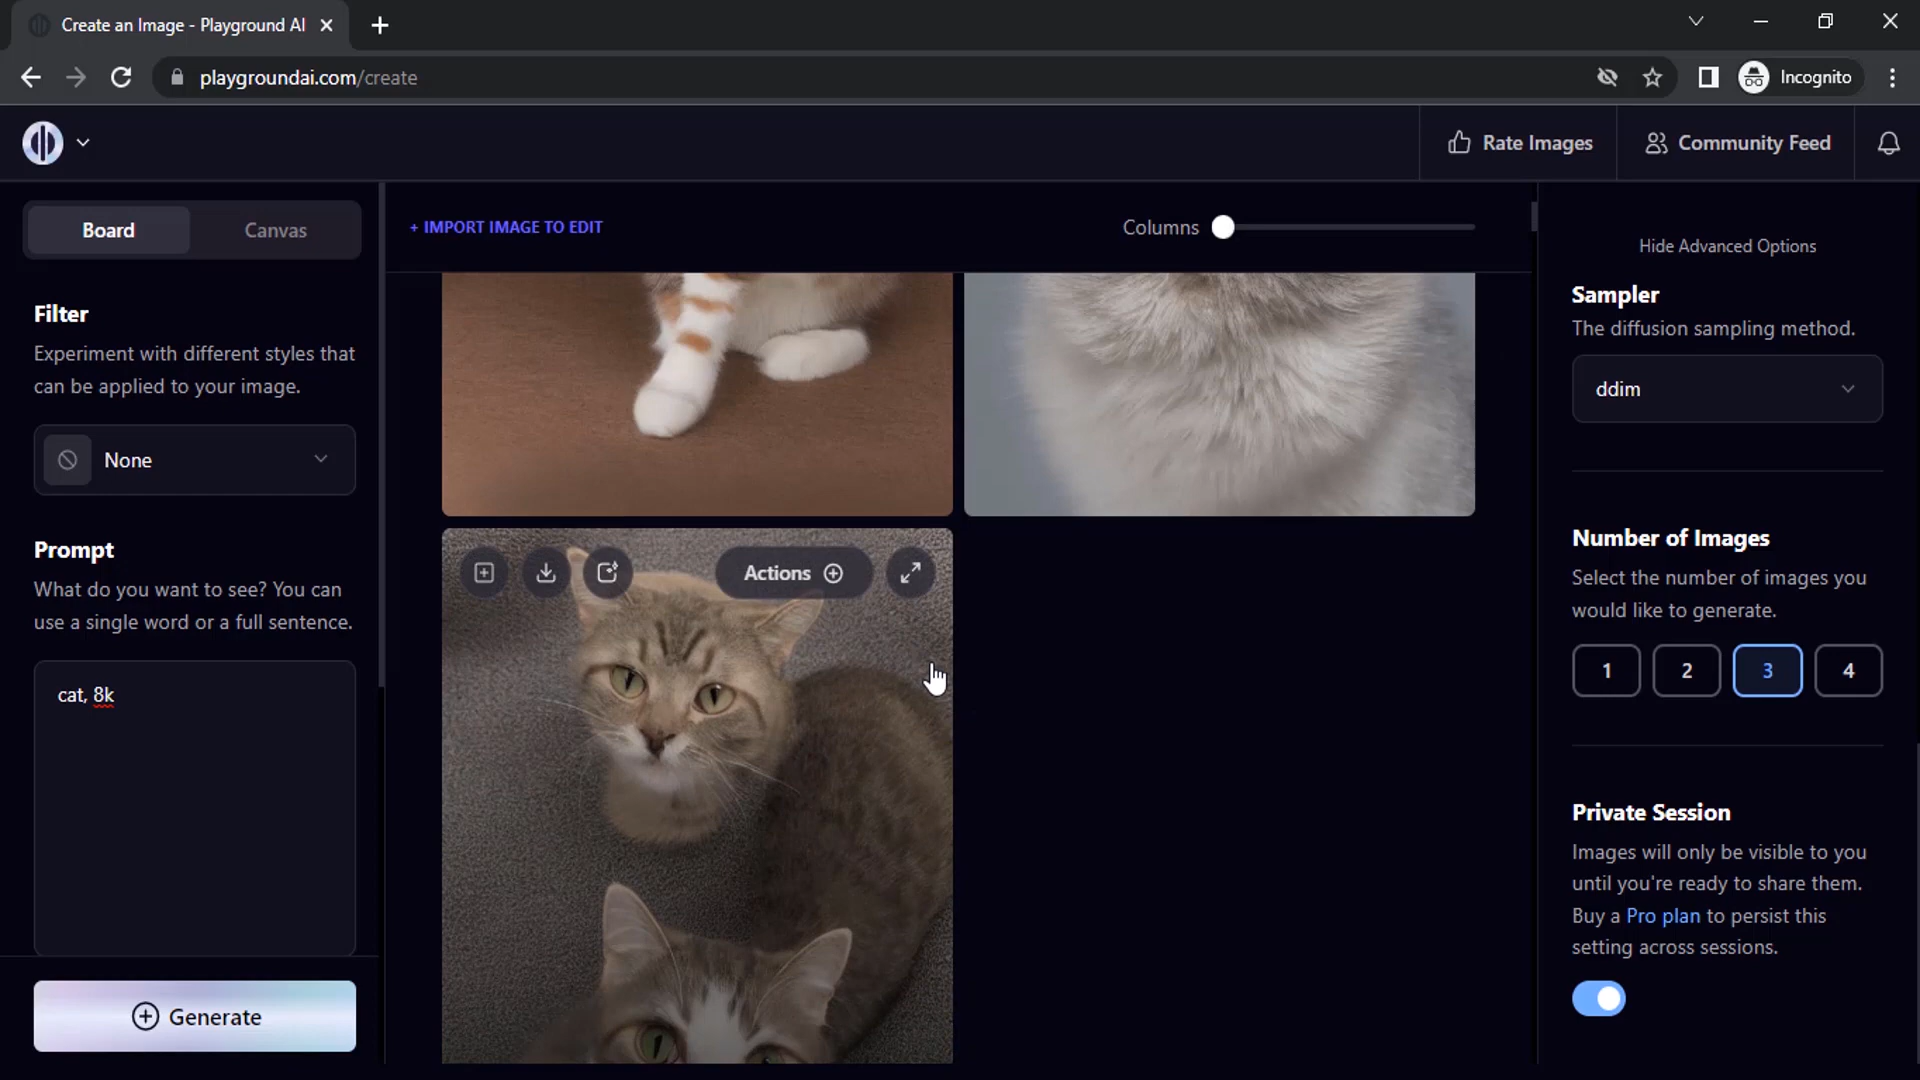 Create an Image - Playground AI
playgroundai.com/create
Incognito
Rate Images
Community Feed
Board
Canvas
+ IMPORT IMAGE TO EDIT
Columns
Hide Advanced Options
Filter
Experiment with different styles that
can be applied to your image.
None
Prompt
What do you want to see? You can
use a single word or a full sentence.
cat, 8k
Generate
Actions
Sampler
The diffusion sampling method.
ddim
Number of Images
Select the number of images you
would like to generate.
1
2
3
4
Private Session
Images will only be visible to you
until you're ready to share them.
Buy a Pro plan to persist this
setting across sessions.